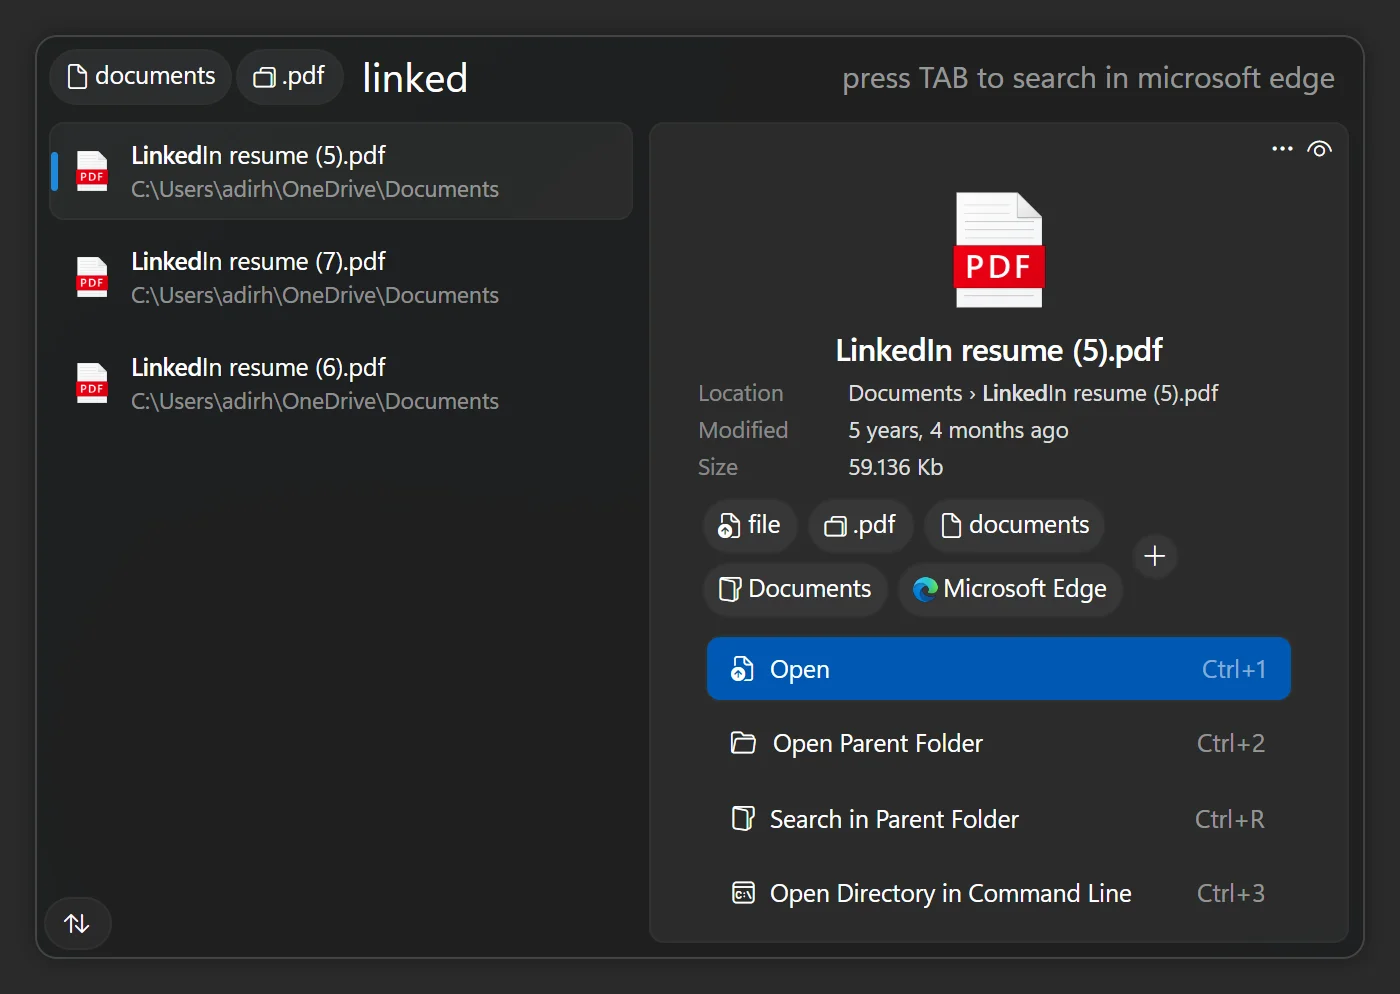 documents .pdf linked press TAB to search in microsoft edge
LinkedIn resume (5).pdf
C:\Users\adirh\OneDrive\Documents
LinkedIn resume (7).pdf
C:\Users\adirh\OneDrive\Documents
LinkedIn resume (6).pdf
C:\Users\adirh\OneDrive\Documents
PDF
PDF
PDF
PDF
LinkedIn resume (5).pdf
Location Documents › LinkedIn resume (5).pdf
Modified 5 years, 4 months ago
Size 59.136 Kb
file .pdf documents
Documents Microsoft Edge
Open Ctrl+1
Open Parent Folder Ctrl+2
Search in Parent Folder Ctrl+R
C:\ Open Directory in Command Line Ctrl+3